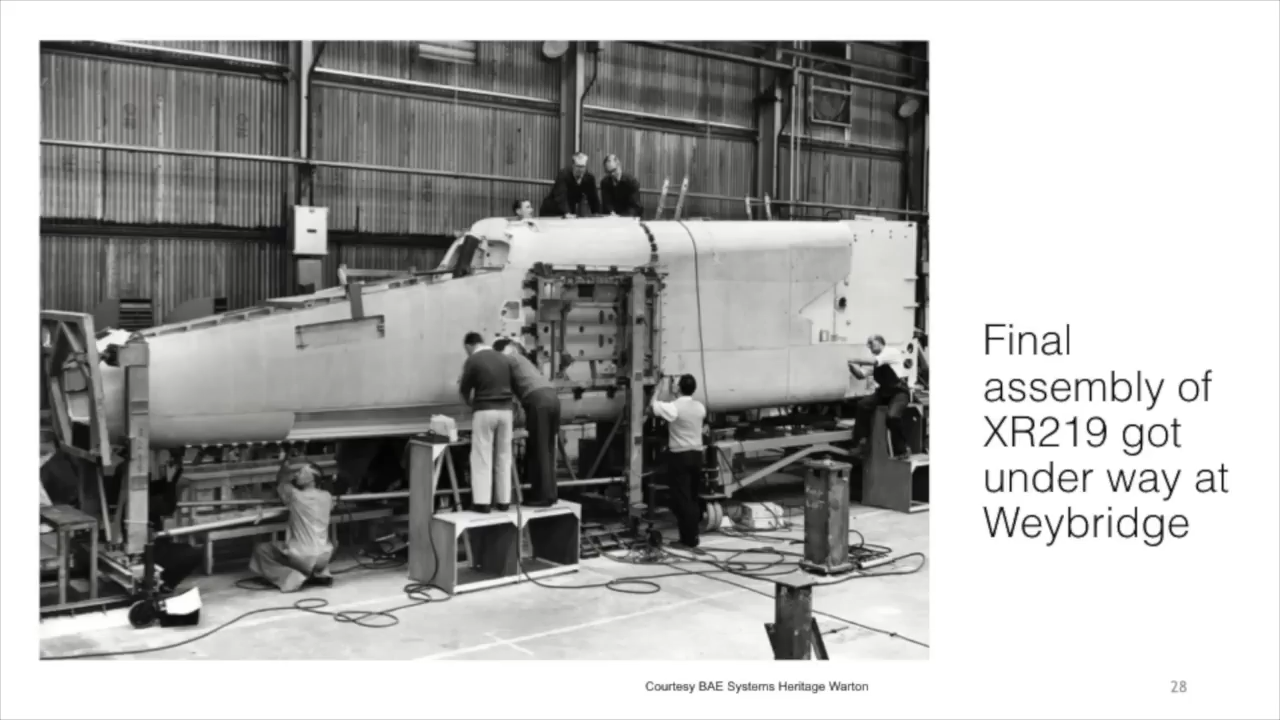 Final
assembly of
XR219 got
under way at
Weybridge
Courtesy BAE Systems Heritage Warton
28